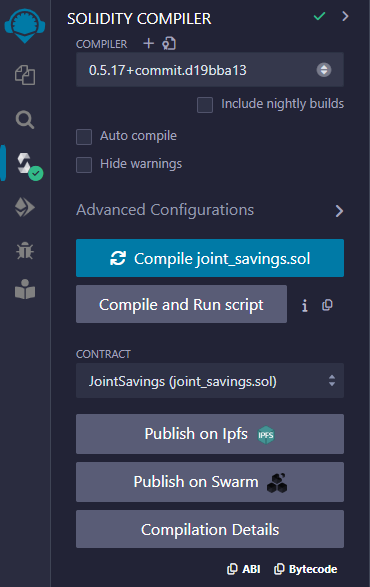 SOLIDITY COMPILER
COMPILER
0.5.17+commit.d19bba13
Include nightly builds
Auto compile
Hide warnings
Advanced Configurations
Compile joint_savings.sol
Compile and Run script
i
CONTRACT
JointSavings (joint_savings.sol)
Publish on Ipfs IPFS
Publish on Swarm
Compilation Details
ABI Bytecode